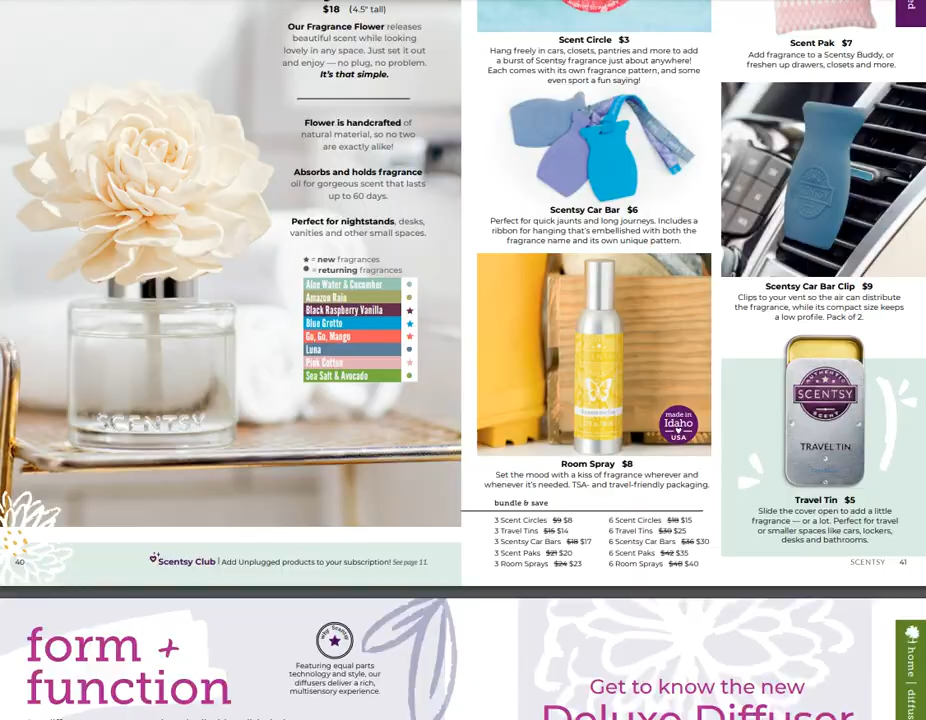 $18 (4.5" tall)
Our Fragrance Flower releases
beautiful scent while looking
lovely in any space. Just set it out
and enjoy — no plug, no problem.
It's that simple.
Flower is handcrafted of
natural material, so no two
are exactly alike!
Absorbs and holds fragrance
oil for gorgeous scent that lasts
up to 60 days.
Perfect for nightstands, desks,
vanities and other small spaces.
★ = new fragrances
● = returning fragrances
Aloe Water & Cucumber ●
Amazon Rain ●
Black Raspberry Vanilla ★
Blue Grotto ★
Go, Go, Mango ★
Luna ●
Pink Cotton ★
Sea Salt & Avocado ●
SCENTSY
40
Scentsy Club | Add Unplugged products to your subscription! See page 11.
Scent Circle $3
Hang freely in cars, closets, pantries and more to add
a burst of Scentsy fragrance just about anywhere!
Each comes with its own fragrance pattern, and some
even sport a fun saying!
Scentsy Car Bar $6
Perfect for quick jaunts and long journeys. Includes a
ribbon for hanging that's embellished with both the
fragrance name and its own unique pattern.
SCENTSY
made in
Idaho
USA
Room Spray $8
Set the mood with a kiss of fragrance wherever and
whenever it's needed. TSA- and travel-friendly packaging.
bundle & save
3 Scent Circles $9 $8
3 Travel Tins $15 $14
3 Scentsy Car Bars $18 $17
3 Scent Paks $21 $20
3 Room Sprays $24 $23
6 Scent Circles $18 $15
6 Travel Tins $30 $25
6 Scentsy Car Bars $36 $30
6 Scent Paks $42 $35
6 Room Sprays $48 $40
Scent Pak $7
Add fragrance to a Scentsy Buddy, or
freshen up drawers, closets and more.
SCENTSY
Scentsy Car Bar Clip $9
Clips to your vent so the air can distribute
the fragrance, while its compact size keeps
a low profile. Pack of 2.
AUTHENTIC
SCENTSY
SCENT
TRAVEL TIN
Travel Tin $5
Slide the cover open to add a little
fragrance — or a lot. Perfect for travel
or smaller spaces like cars, lockers,
desks and bathrooms.
SCENTSY 41
form +
function
why Scentsy
Featuring equal parts
technology and style, our
diffusers deliver a rich,
multisensory experience.
Get to know the new
Deluxe Diffuser
home | diffus